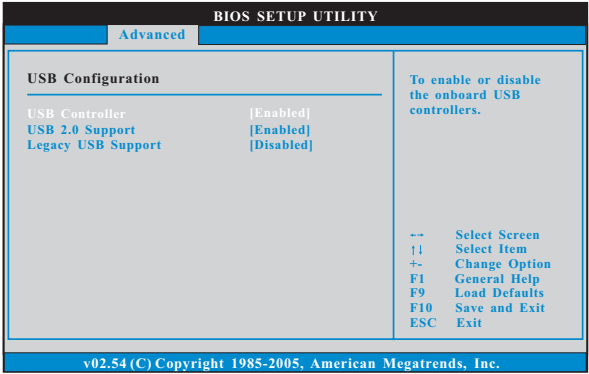 BIOS SETUP UTILITY
Advanced
USB Configuration
USB Controller [Enabled]
USB 2.0 Support [Enabled]
Legacy USB Support [Disabled]
To enable or disable
the onboard USB
controllers.
←→ Select Screen
↑↓ Select Item
+- Change Option
F1 General Help
F9 Load Defaults
F10 Save and Exit
ESC Exit
v02.54 (C) Copyright 1985-2005, American Megatrends, Inc.